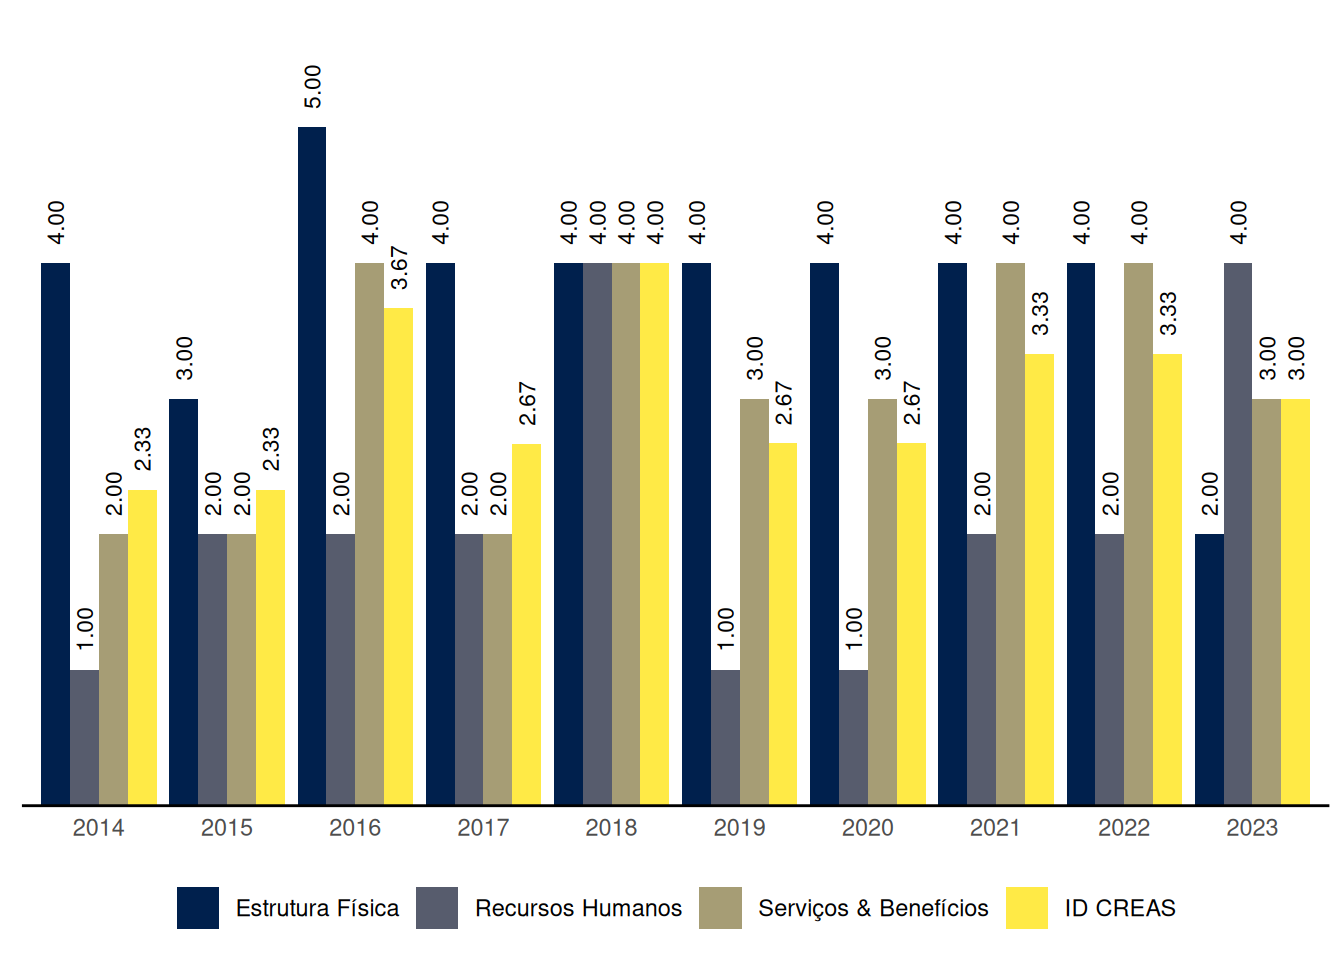 5.00
4.00 4.00 4.00 4.00 4.00 4.00 4.00 4.00 4.00 4.00 4.00 4.00 4.00 4.00
3.67
3.33 3.33
3.00 3.00 3.00 3.00 3.00
2.67 2.67 2.67
2.33 2.33
2.00 2.00 2.00 2.00 2.00 2.00 2.00 2.00 2.00
1.00 1.00 1.00
2014 2015 2016 2017 2018 2019 2020 2021 2022 2023
Estrutura Física Recursos Humanos Serviços & Benefícios ID CREAS